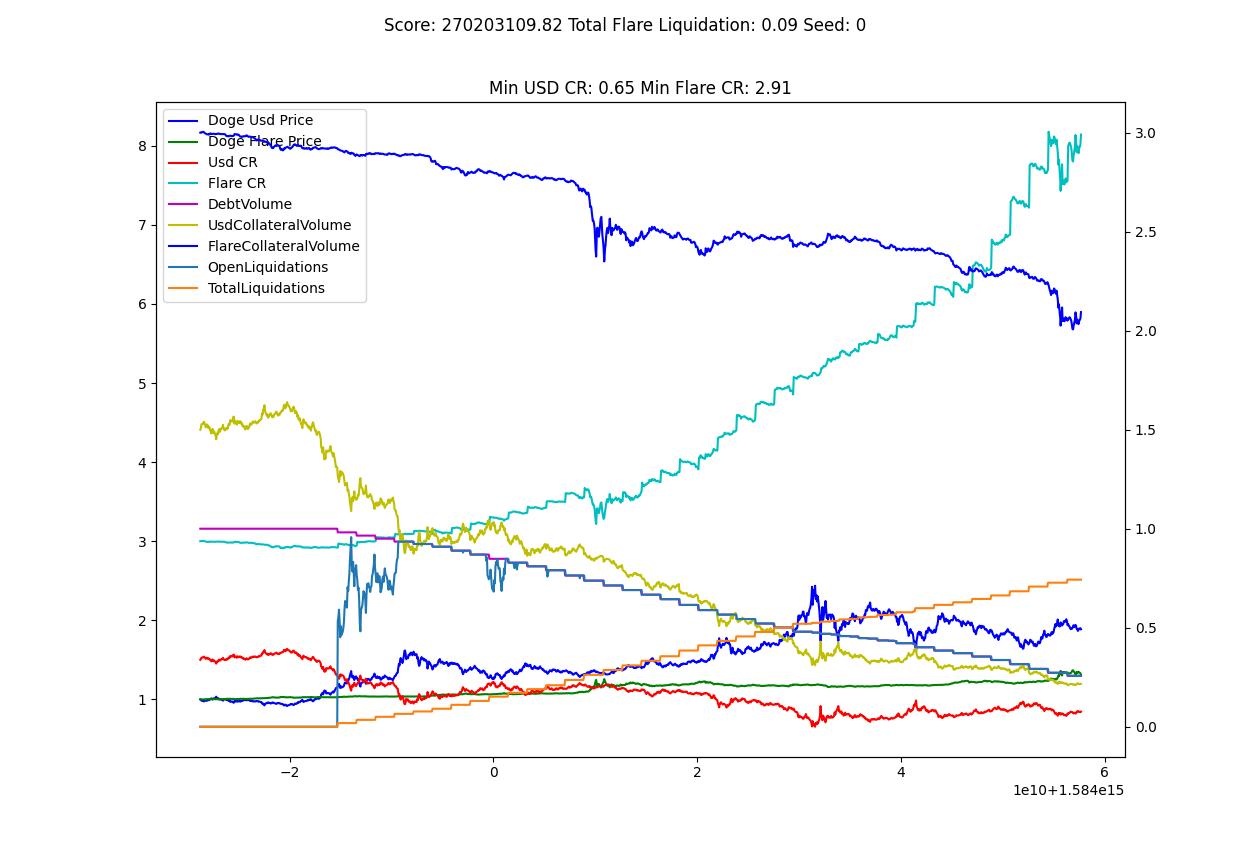 Score: 270203109.82 Total Flare Liquidation: 0.09 Seed: 0
Min USD CR: 0.65 Min Flare CR: 2.91
Doge Usd Price
Doge Flare Price
Usd CR
Flare CR
DebtVolume
UsdCollateralVolume
FlareCollateralVolume
OpenLiquidations
TotalLiquidations
8
7
6
5
4
3
2
1
3.0
2.5
2.0
1.5
1.0
0.5
0.0
−2
0
2
4
6
1e10+1.584e15